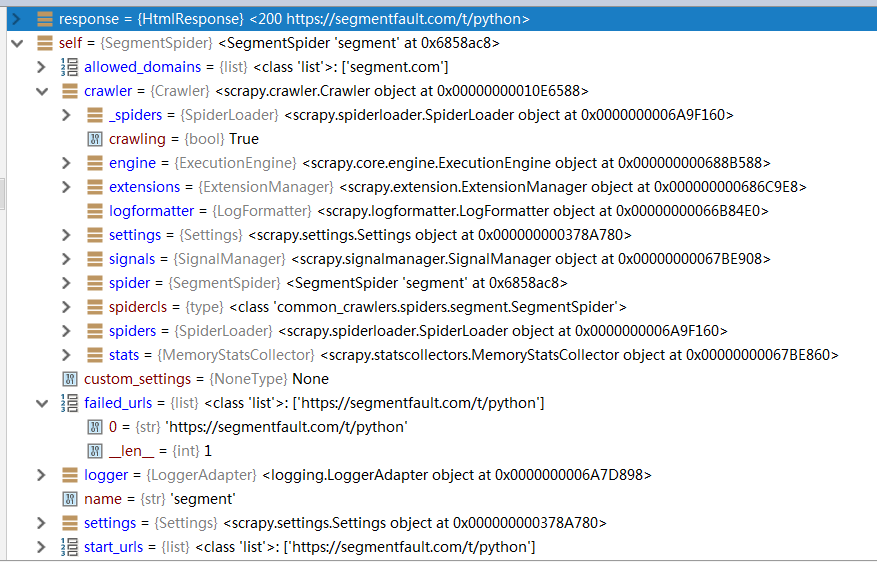 response = {HtmlResponse} <200 https://segmentfault.com/t/python>
self = {SegmentSpider} <SegmentSpider 'segment' at 0x6858ac8>
allowed_domains = {list} <class 'list'>: ['segment.com']
crawler = {Crawler} <scrapy.crawler.Crawler object at 0x00000000010E6588>
_spiders = {SpiderLoader} <scrapy.spiderloader.SpiderLoader object at 0x0000000006A9F160>
crawling = {bool} True
engine = {ExecutionEngine} <scrapy.core.engine.ExecutionEngine object at 0x000000000688B588>
extensions = {ExtensionManager} <scrapy.extension.ExtensionManager object at 0x000000000686C9E8>
logformatter = {LogFormatter} <scrapy.logformatter.LogFormatter object at 0x00000000066B84E0>
settings = {Settings} <scrapy.settings.Settings object at 0x000000000378A780>
signals = {SignalManager} <scrapy.signalmanager.SignalManager object at 0x00000000067BE908>
spider = {SegmentSpider} <SegmentSpider 'segment' at 0x6858ac8>
spidercls = {type} <class 'common_crawlers.spiders.segment.SegmentSpider'>
spiders = {SpiderLoader} <scrapy.spiderloader.SpiderLoader object at 0x0000000006A9F160>
stats = {MemoryStatsCollector} <scrapy.statscollectors.MemoryStatsCollector object at 0x00000000067BE860>
custom_settings = {NoneType} None
failed_urls = {list} <class 'list'>: ['https://segmentfault.com/t/python']
0 = {str} 'https://segmentfault.com/t/python'
__len__ = {int} 1
logger = {LoggerAdapter} <logging.LoggerAdapter object at 0x0000000006A7D898>
name = {str} 'segment'
settings = {Settings} <scrapy.settings.Settings object at 0x000000000378A780>
start_urls = {list} <class 'list'>: ['https://segmentfault.com/t/python']